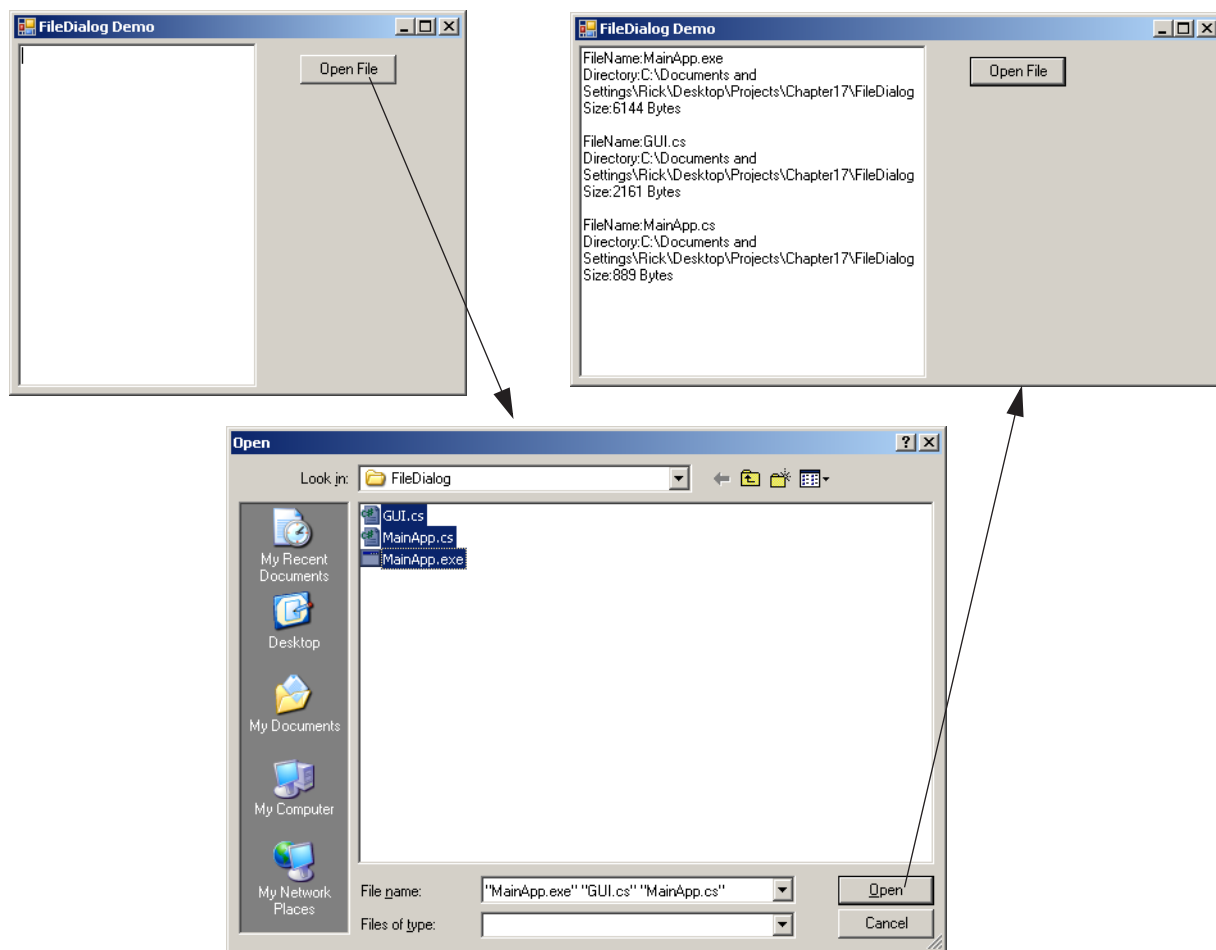 FileDialog Demo
Open File
FileDialog Demo
FileName:MainApp.exe
Directory:C:\Documents and
Settings\Rick\Desktop\Projects\Chapter17\FileDialog
Size:6144 Bytes
FileName:GUI.cs
Directory:C:\Documents and
Settings\Rick\Desktop\Projects\Chapter17\FileDialog
Size:2161 Bytes
FileName:MainApp.cs
Directory:C:\Documents and
Settings\Rick\Desktop\Projects\Chapter17\FileDialog
Size:889 Bytes
Open File
Open
Look in: FileDialog
My Recent
Documents
Desktop
My Documents
My Computer
My Network
Places
GUI.cs
MainApp.cs
MainApp.exe
File name: "MainApp.exe" "GUI.cs" "MainApp.cs"
Open
Files of type:
Cancel